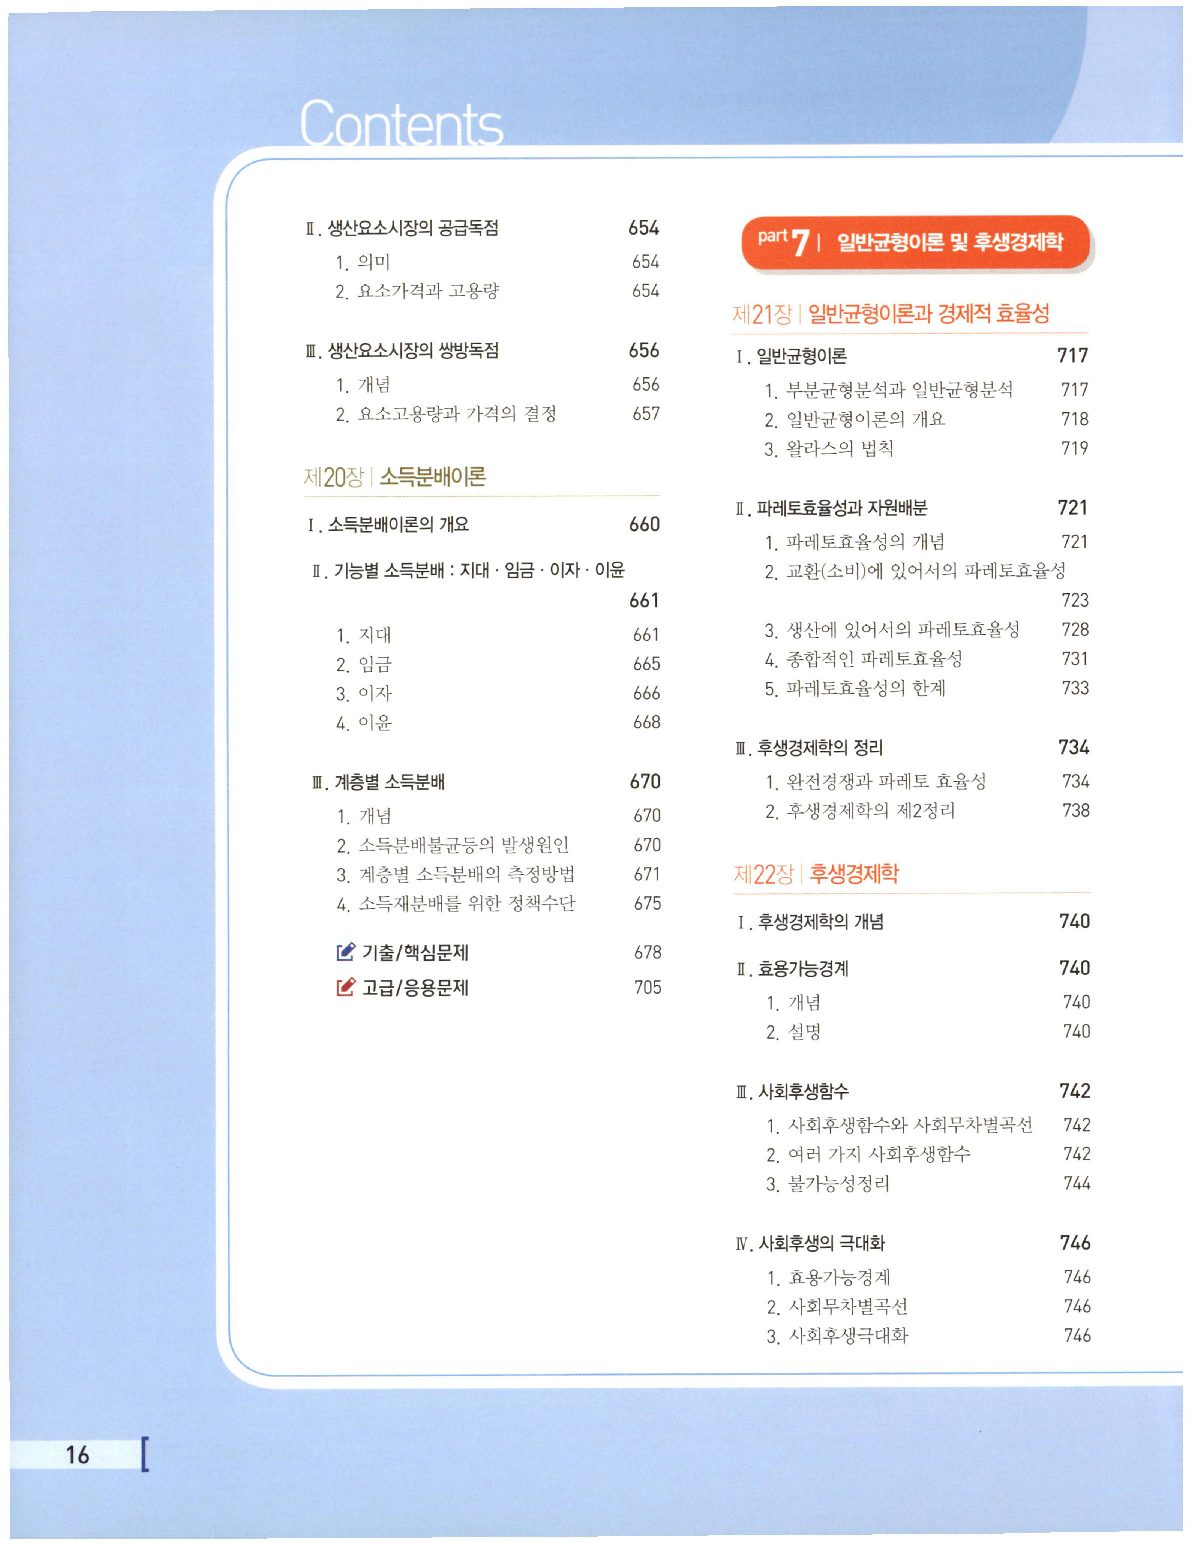 Contents
Ⅱ. 생산요소시장의 공급독점 654
1. 의미 654
2. 요소가격과 고용량 654
Ⅲ. 생산요소시장의 쌍방독점 656
1. 개념 656
2. 요소고용량과 가격의 결정 657
제20장 | 소득분배이론
Ⅰ. 소득분배이론의 개요 660
Ⅱ. 기능별 소득분배 : 지대 · 임금 · 이자 · 이윤
661
1. 지대 661
2. 임금 665
3. 이자 666
4. 이윤 668
Ⅲ. 계층별 소득분배 670
1. 개념 670
2. 소득분배불균등의 발생원인 670
3. 계층별 소득분배의 측정방법 671
4. 소득재분배를 위한 정책수단 675
기출/핵심문제 678
고급/응용문제 705
part 7 | 일반균형이론 및 후생경제학
제21장 | 일반균형이론과 경제적 효율성
Ⅰ. 일반균형이론 717
1. 부분균형분석과 일반균형분석 717
2. 일반균형이론의 개요 718
3. 왈라스의 법칙 719
Ⅱ. 파레토효율성과 자원배분 721
1. 파레토효율성의 개념 721
2. 교환(소비)에 있어서의 파레토효율성
723
3. 생산에 있어서의 파레토효율성 728
4. 종합적인 파레토효율성 731
5. 파레토효율성의 한계 733
Ⅲ. 후생경제학의 정리 734
1. 완전경쟁과 파레토 효율성 734
2. 후생경제학의 제2정리 738
제22장 | 후생경제학
Ⅰ. 후생경제학의 개념 740
Ⅱ. 효용가능경계 740
1. 개념 740
2. 설명 740
Ⅲ. 사회후생함수 742
1. 사회후생함수와 사회무차별곡선 742
2. 여러 가지 사회후생함수 742
3. 불가능성정리 744
Ⅳ. 사회후생의 극대화 746
1. 효용가능경계 746
2. 사회무차별곡선 746
3. 사회후생극대화 746
16 [